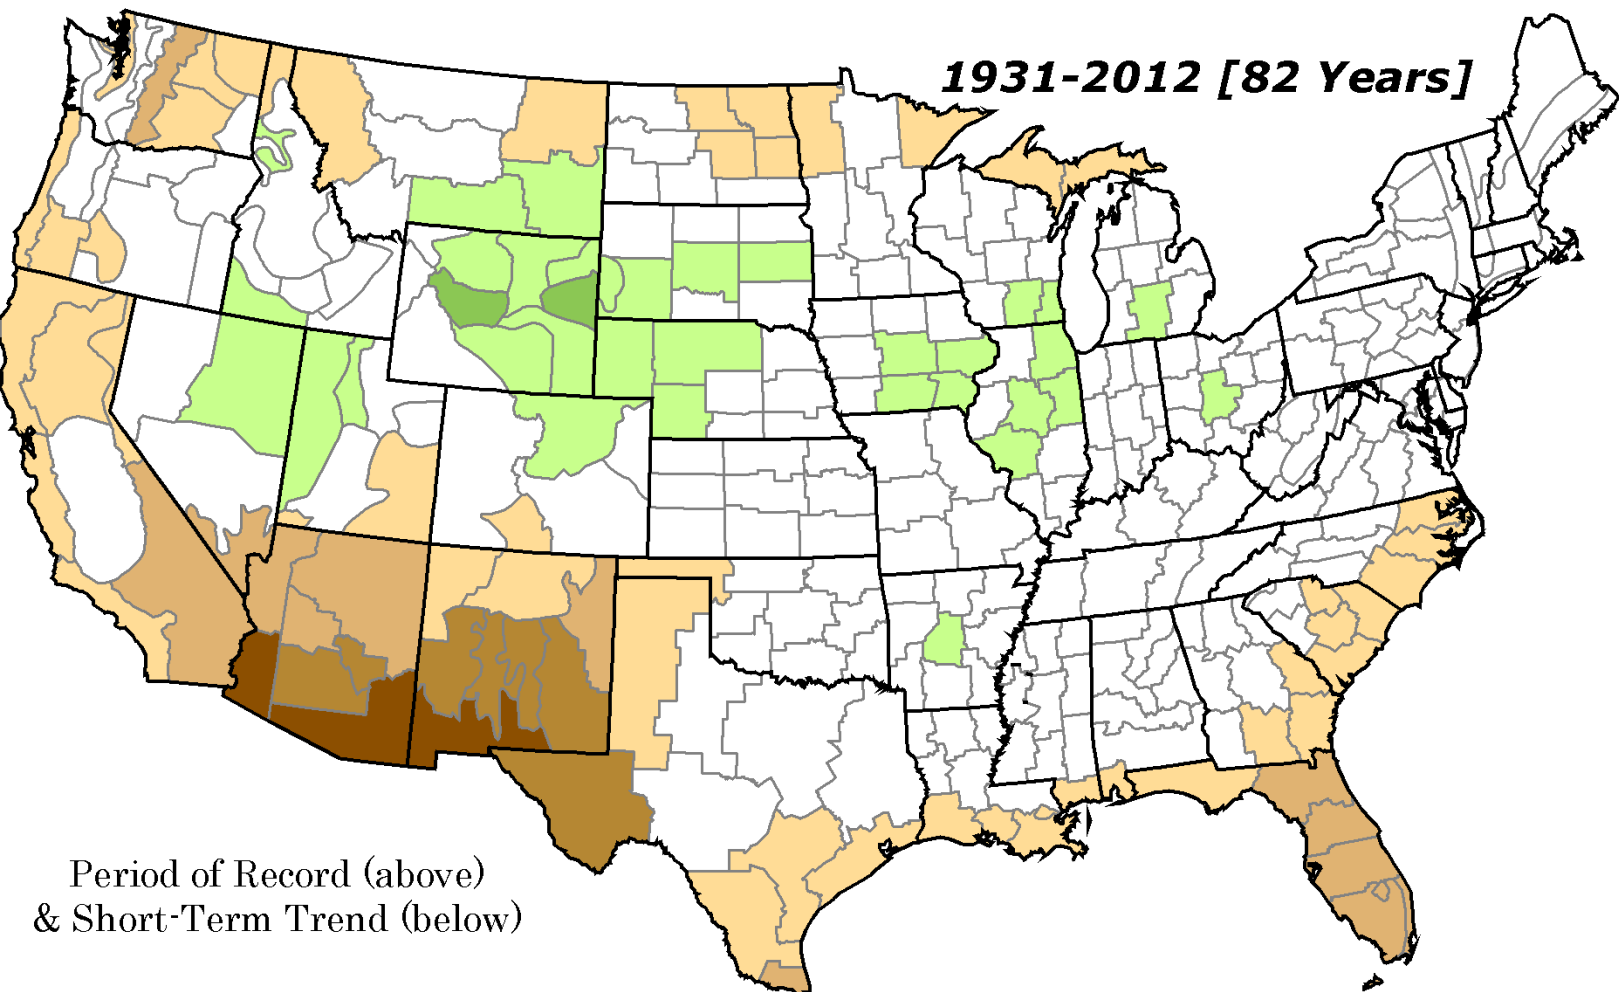 1931-2012 [82 Years]
Period of Record (above)
& Short-Term Trend (below)